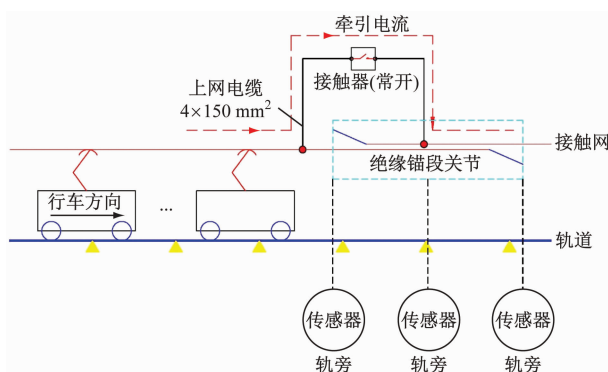 牵引电流
上网电缆
4×150 mm²
接触器(常开)
接触网
绝缘锚段关节
行车方向
...
轨道
传感器
传感器
传感器
轨旁
轨旁
轨旁